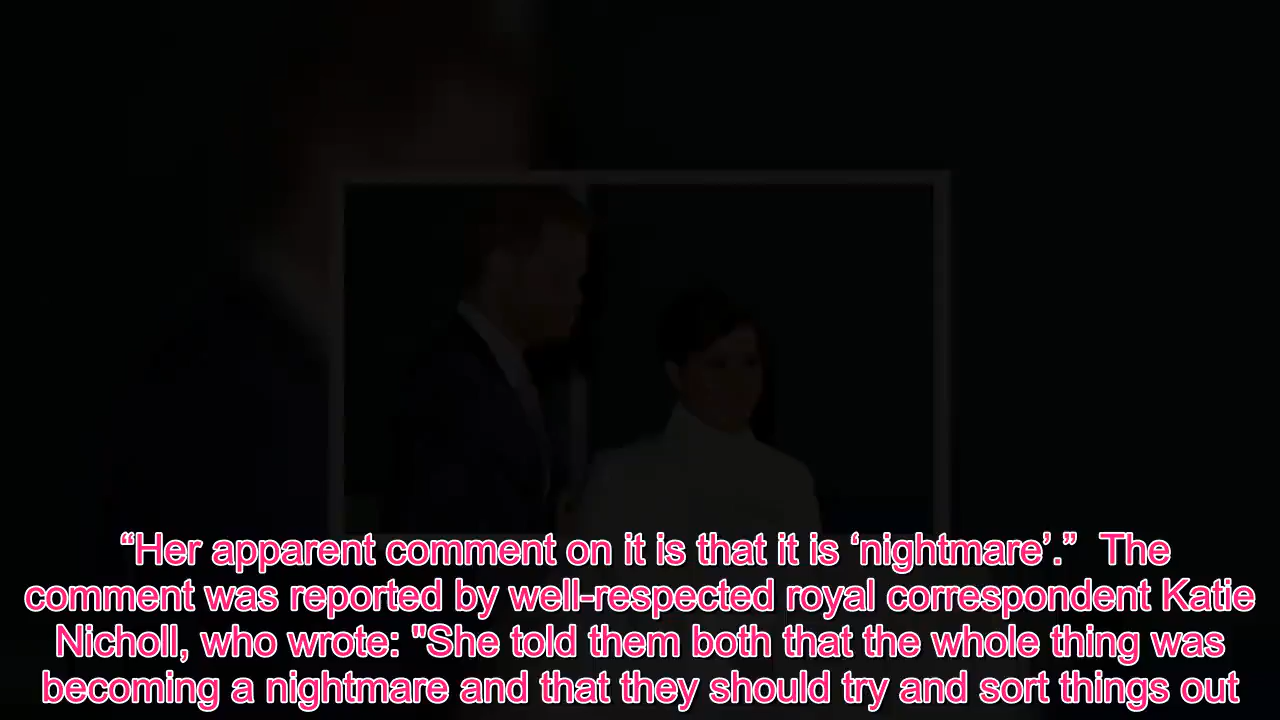 “Her apparent comment on it is that it is ‘nightmare’.”  The
comment was reported by well-respected royal correspondent Katie
Nicholl, who wrote: "She told them both that the whole thing was
becoming a nightmare and that they should try and sort things out